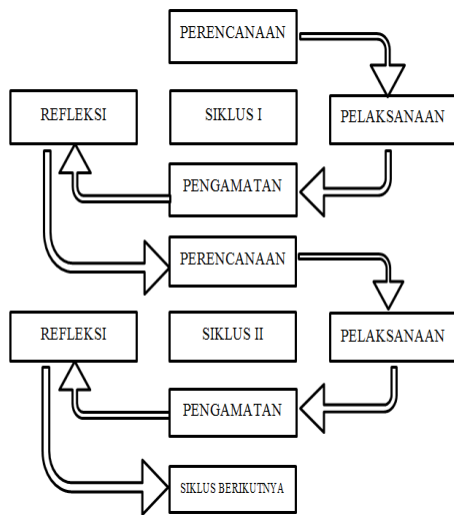 PERENCANAAN
REFLEKSI
SIKLUS I
PELAKSANAAN
PENGAMATAN
PERENCANAAN
REFLEKSI
SIKLUS II
PELAKSANAAN
PENGAMATAN
SIKLUS BERIKUTNYA